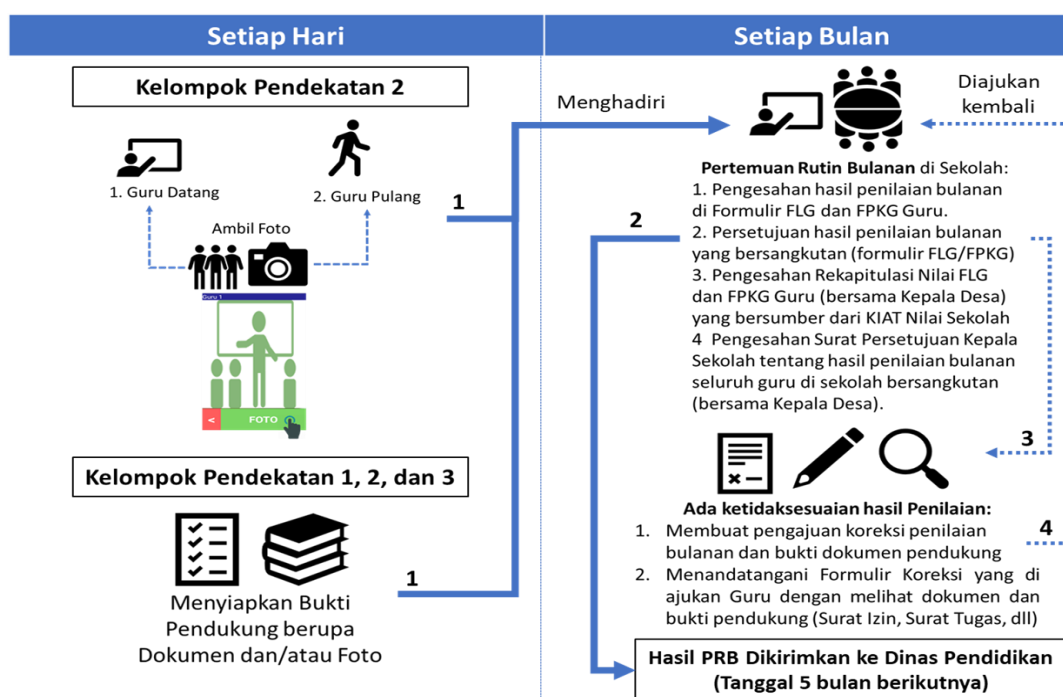 Setiap Hari
Kelompok Pendekatan 2
1. Guru Datang
2. Guru Pulang
Ambil Foto
Guru 1
<
FOTO
1
Kelompok Pendekatan 1, 2, dan 3
1
Menyiapkan Bukti
Pendukung berupa
Dokumen dan/atau Foto
Setiap Bulan
Menghadiri
Diajukan
kembali
Pertemuan Rutin Bulanan di Sekolah:
1. Pengesahan hasil penilaian bulanan
di Formulir FLG dan FPKG Guru.
2. Persetujuan hasil penilaian bulanan
yang bersangkutan (formulir FLG/FPKG)
3. Pengesahan Rekapitulasi Nilai FLG
dan FPKG Guru (bersama Kepala Desa)
yang bersumber dari KIAT Nilai Sekolah
4 Pengesahan Surat Persetujuan Kepala
Sekolah tentang hasil penilaian bulanan
seluruh guru di sekolah bersangkutan
(bersama Kepala Desa).
2
3
Ada ketidaksesuaian hasil Penilaian:
1. Membuat pengajuan koreksi penilaian
bulanan dan bukti dokumen pendukung
2. Menandatangani Formulir Koreksi yang di
ajukan Guru dengan melihat dokumen dan
bukti pendukung (Surat Izin, Surat Tugas, dll)
4
Hasil PRB Dikirimkan ke Dinas Pendidikan
(Tanggal 5 bulan berikutnya)